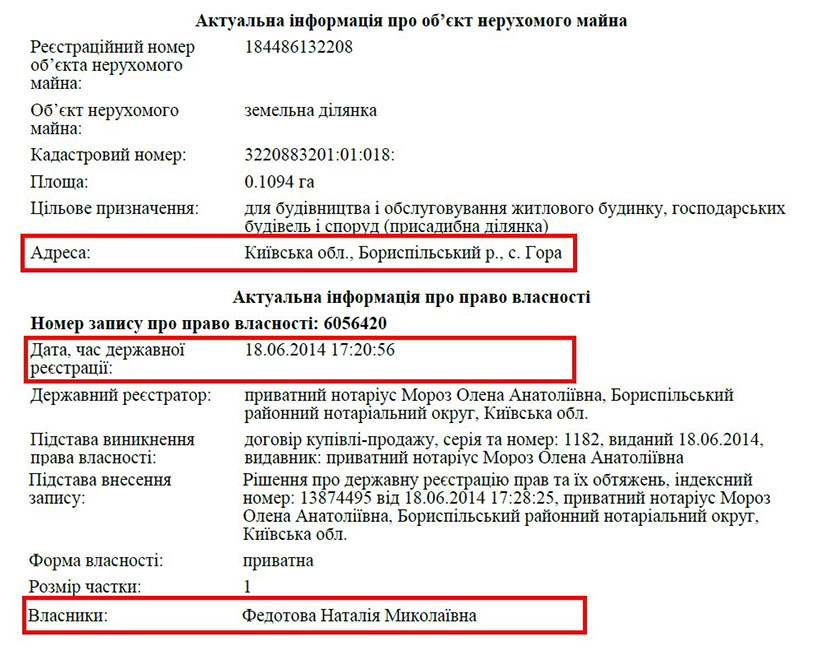 Актуальна інформація про об’єкт нерухомого майна
Реєстраційний номер 184486132208
об’єкта нерухомого
майна:
Об’єкт нерухомого земельна ділянка
майна:
Кадастровий номер: 3220883201:01:018:
Площа: 0.1094 га
Цільове призначення: для будівництва і обслуговування житлового будинку, господарських
будівель і споруд (присадибна ділянка)
Адреса: Київська обл., Бориспільський р., с. Гора
Актуальна інформація про право власності
Номер запису про право власності: 6056420
Дата, час державної 18.06.2014 17:20:56
реєстрації:
Державний реєстратор: приватний нотаріус Мороз Олена Анатоліївна, Бориспільський
районний нотаріальний округ, Київська обл.
Підстава виникнення договір купівлі-продажу, серія та номер: 1182, виданий 18.06.2014,
права власності: видавник: приватний нотаріус Мороз Олена Анатоліївна
Підстава внесення Рішення про державну реєстрацію прав та їх обтяжень, індексний
запису: номер: 13874495 від 18.06.2014 17:28:25, приватний нотаріус Мороз
Олена Анатоліївна, Бориспільський районний нотаріальний округ,
Київська обл.
Форма власності: приватна
Розмір частки: 1
Власники: Федотова Наталія Миколаївна